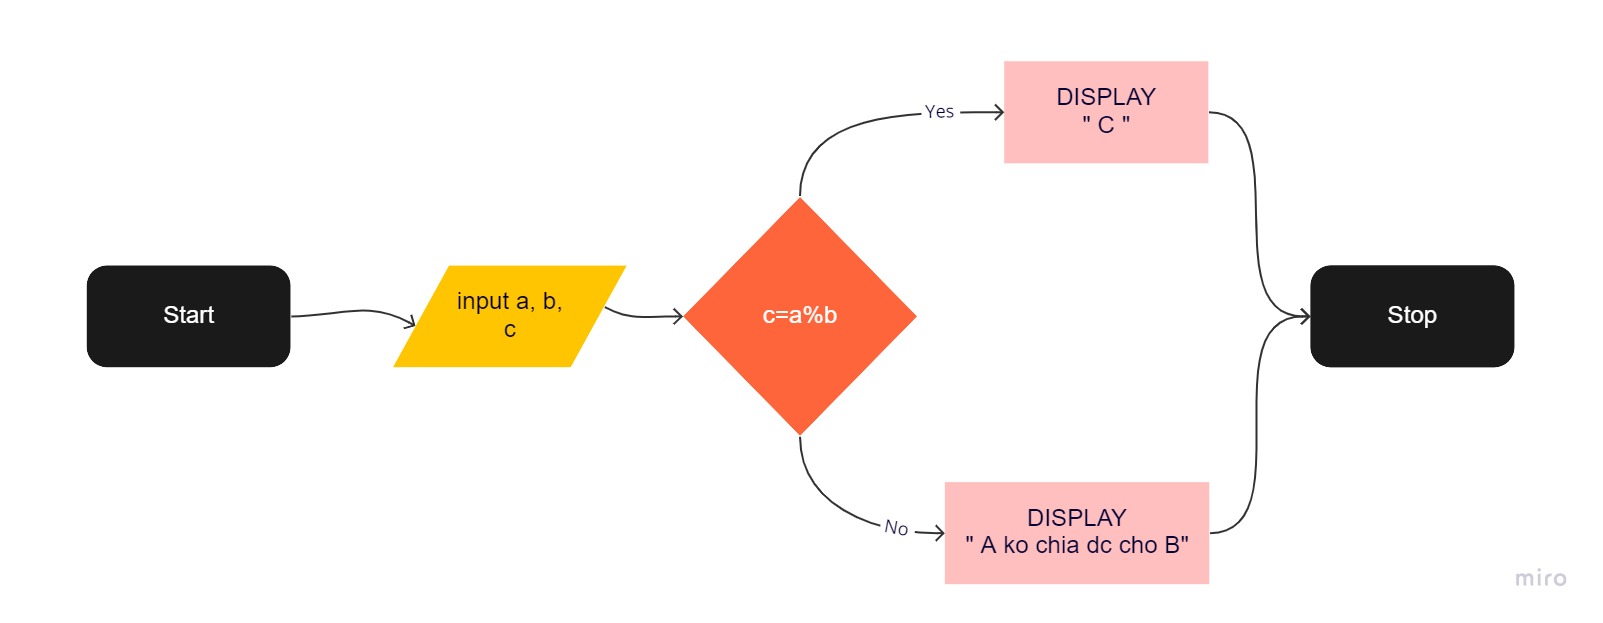 Start
input a, b,
c
c=a%b
Yes
DISPLAY
" C "
No
DISPLAY
" A ko chia dc cho B"
Stop
miro